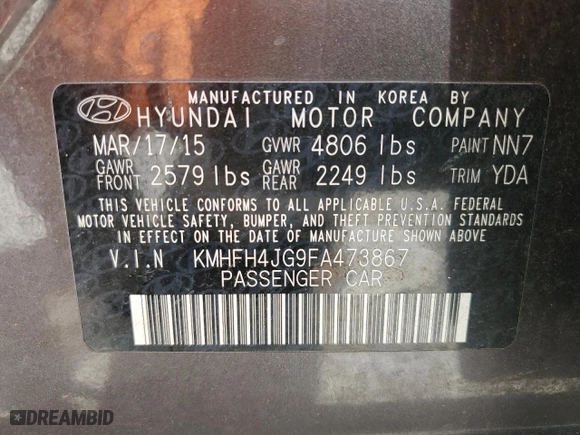 MANUFACTURED IN KOREA BY
HYUNDAI MOTOR COMPANY
MAR/17/15 GVWR 4806 lbs PAINT NN7
GAWR FRONT 2579 lbs GAWR REAR 2249 lbs TRIM YDA
THIS VEHICLE CONFORMS TO ALL APPLICABLE U.S.A. FEDERAL
MOTOR VEHICLE SAFETY, BUMPER, AND THEFT PREVENTION STANDARDS
IN EFFECT ON THE DATE OF MANUFACTURE SHOWN ABOVE.
V.I.N KMHFH4JG9FA473867
PASSENGER CAR
DREAMBID